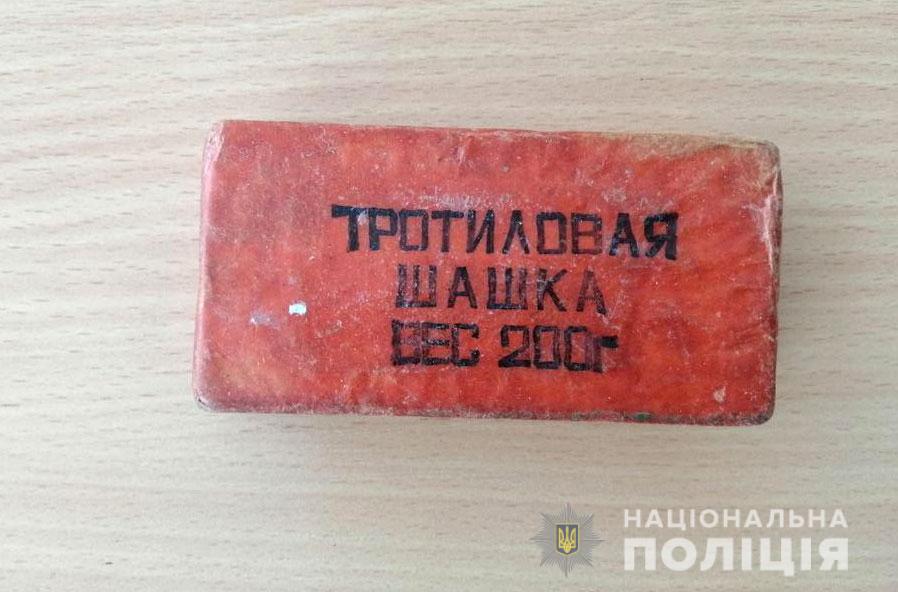 ТРОТИЛОВАЯ
ШАШКА
ВЕС 200г
НАЦІОНАЛЬНА
ПОЛІЦІЯ